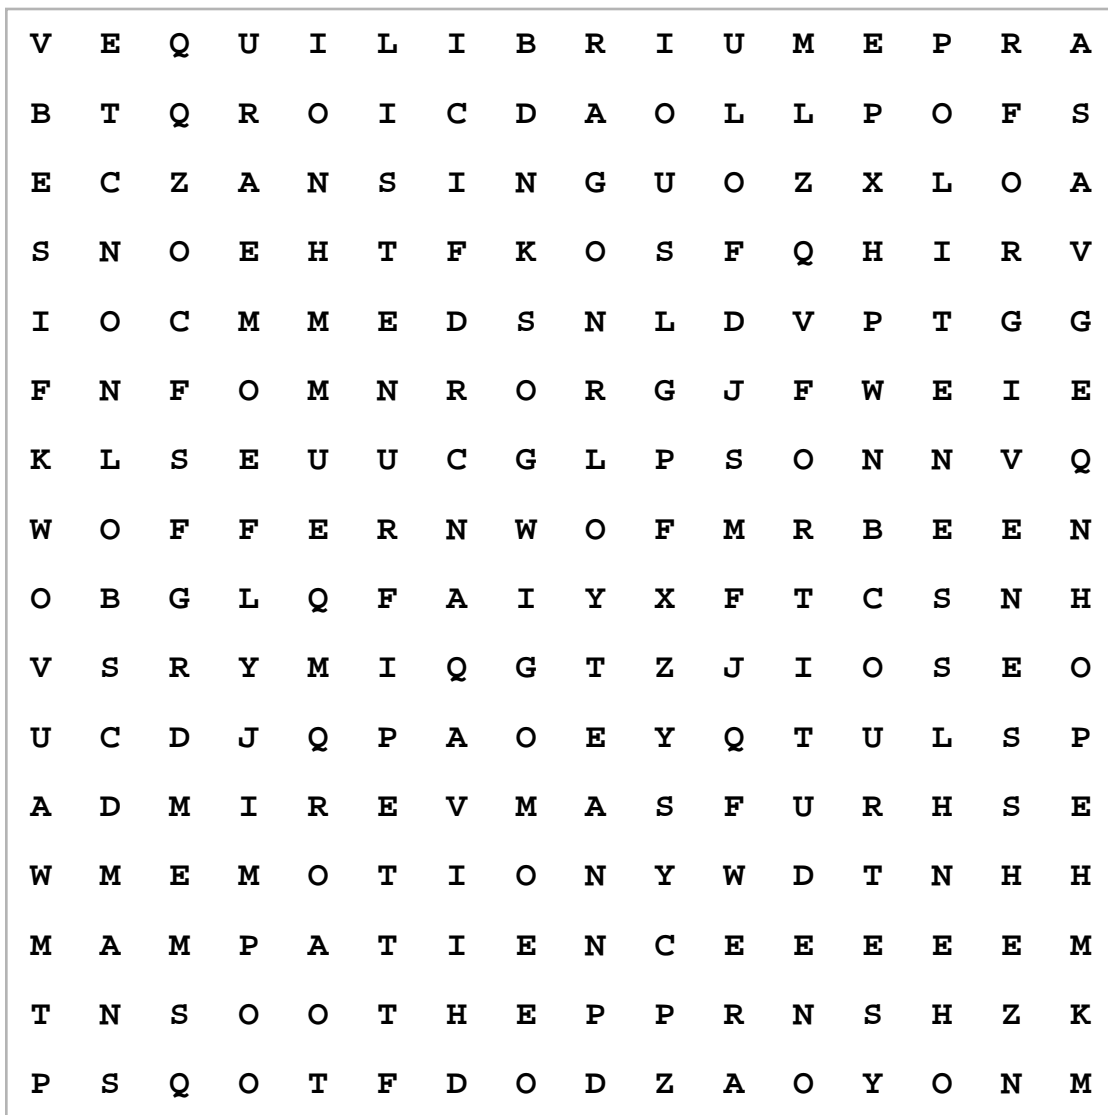 V E Q U I L I B R I U M E P R A
B T Q R O I C D A O L L P O F S
E C Z A N S I N G U O Z X L O A
S N O E H T F K O S F Q H I R V
I O C M M E D S N L D V P T G G
F N F O M N R O R G J F W E I E
K L S E U U C G L P S O N N V Q
W O F F E R N W O F M R B E E N
O B G L Q F A I Y X F T C S N H
V S R Y M I Q G T Z J I O S E O
U C D J Q P A O E Y Q T U L S P
A D M I R E V M A S F U R H S E
W M E M O T I O N Y W D T N H H
M A M P A T I E N C E E E E E M
T N S O O T H E P P R N S H Z K
P S Q O T F D O D Z A O Y O N M